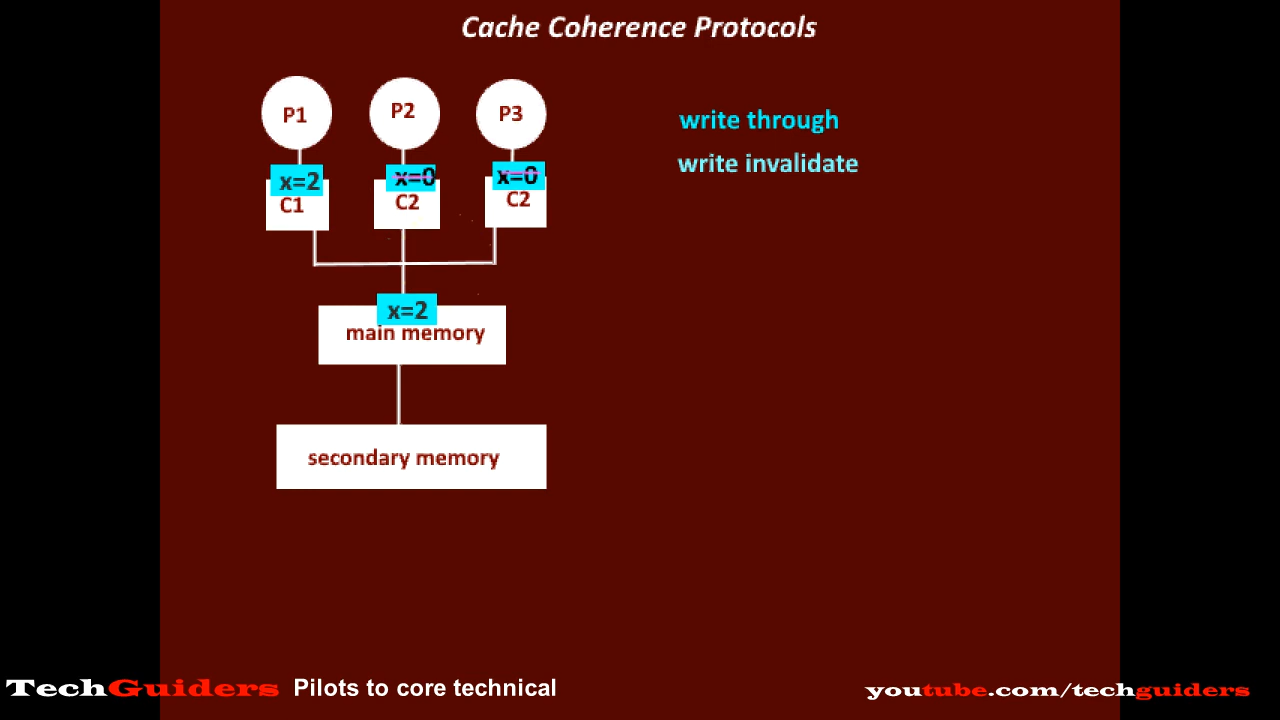 Cache Coherence Protocols
P1
P2
P3
write through
write invalidate
x=2
x=0
x=0
C1
C2
C2
x=2
main memory
secondary memory
TechGuiders Pilots to core technical
youtube.com/techguiders